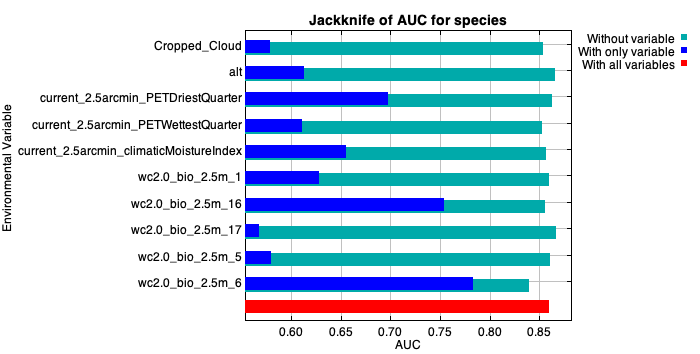 Jackknife of AUC for species
Without variable
With only variable
With all variables
Environmental Variable
Cropped_Cloud
alt
current_2.5arcmin_PETDriestQuarter
current_2.5arcmin_PETWettestQuarter
current_2.5arcmin_climaticMoistureIndex
wc2.0_bio_2.5m_1
wc2.0_bio_2.5m_16
wc2.0_bio_2.5m_17
wc2.0_bio_2.5m_5
wc2.0_bio_2.5m_6
0.60 0.65 0.70 0.75 0.80 0.85
AUC